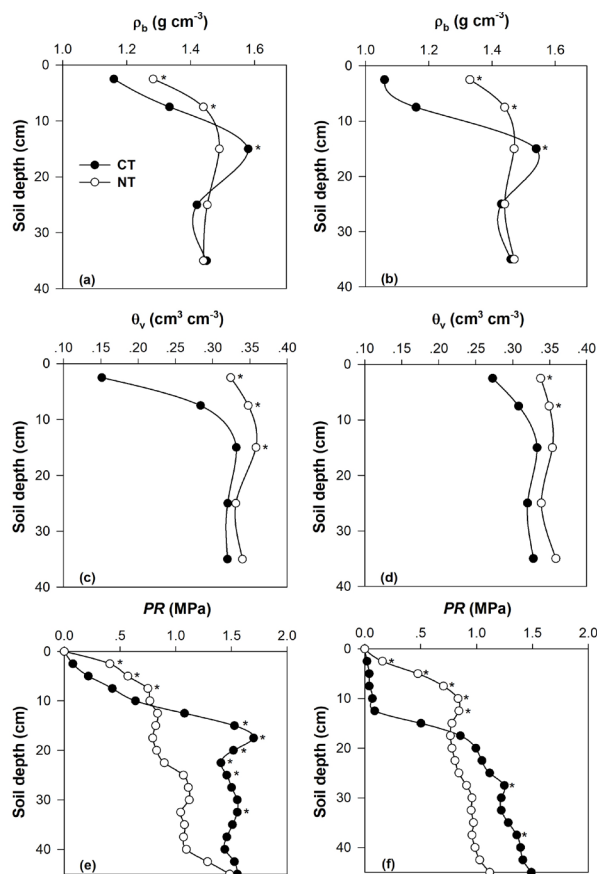 ρb (g cm-3)
ρb (g cm-3)
1.0 1.2 1.4 1.6
1.0 1.2 1.4 1.6
0
10
20
30
40
Soil depth (cm)
CT
NT
* * *
(a)
0
10
20
30
40
Soil depth (cm)
* * *
(b)
θv (cm3 cm-3)
θv (cm3 cm-3)
.10 .15 .20 .25 .30 .35 .40
.10 .15 .20 .25 .30 .35 .40
0
10
20
30
40
Soil depth (cm)
* * *
(c)
0
10
20
30
40
Soil depth (cm)
* *
(d)
PR (MPa)
PR (MPa)
0.0 .5 1.0 1.5 2.0
0.0 .5 1.0 1.5 2.0
0
10
20
30
40
Soil depth (cm)
* * * * * * * * *
(e)
0
10
20
30
40
Soil depth (cm)
* * * * * * *
(f)